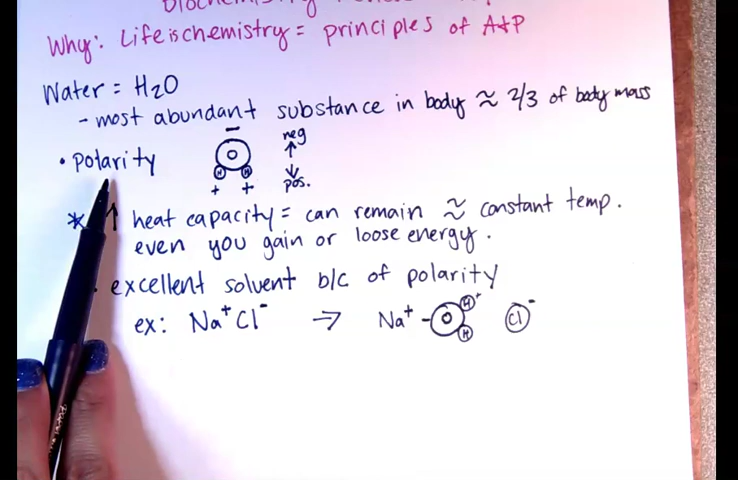 Biochemistry
Why: Life is chemistry = principles of A&P
Water = H2O
- most abundant substance in body ≈ 2/3 of body mass
• Polarity
−
O
H H
+ +
neg
↑
↓
pos.
* ↑ heat capacity = can remain ≈ constant temp.
even you gain or loose energy.
excellent solvent b/c of polarity
ex: Na+Cl- → Na+ -O H+ H Cl-